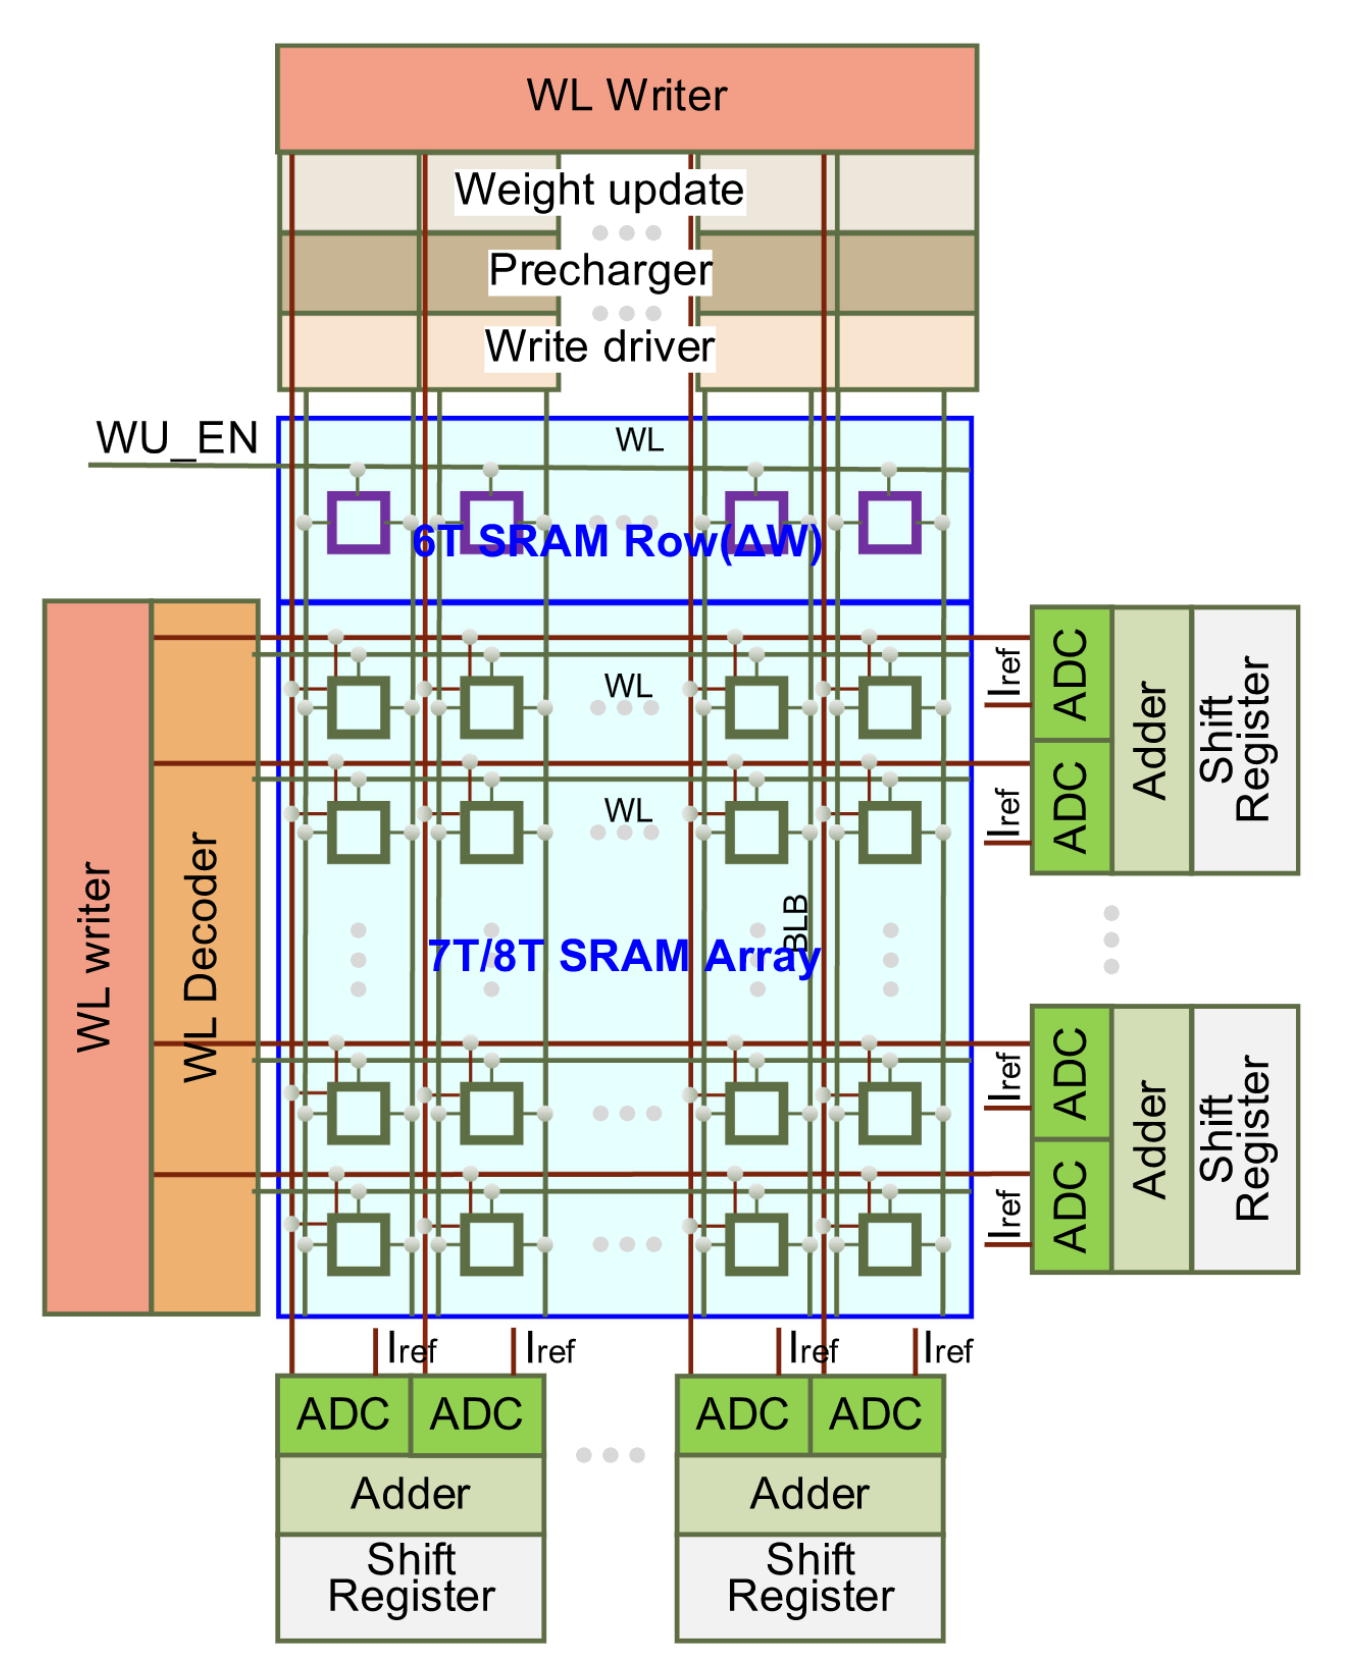 WL Writer
Weight update
Precharger
Write driver
WU_EN
WL
6T SRAM Row(ΔW)
WL writer
WL Decoder
WL
WL
BLB
7T/8T SRAM Array
Iref
ADC
Iref
ADC
Adder
Shift
Register
Iref
ADC
Iref
ADC
Adder
Shift
Register
Iref
Iref
Iref
Iref
ADC
ADC
ADC
ADC
Adder
Adder
Shift
Register
Shift
Register